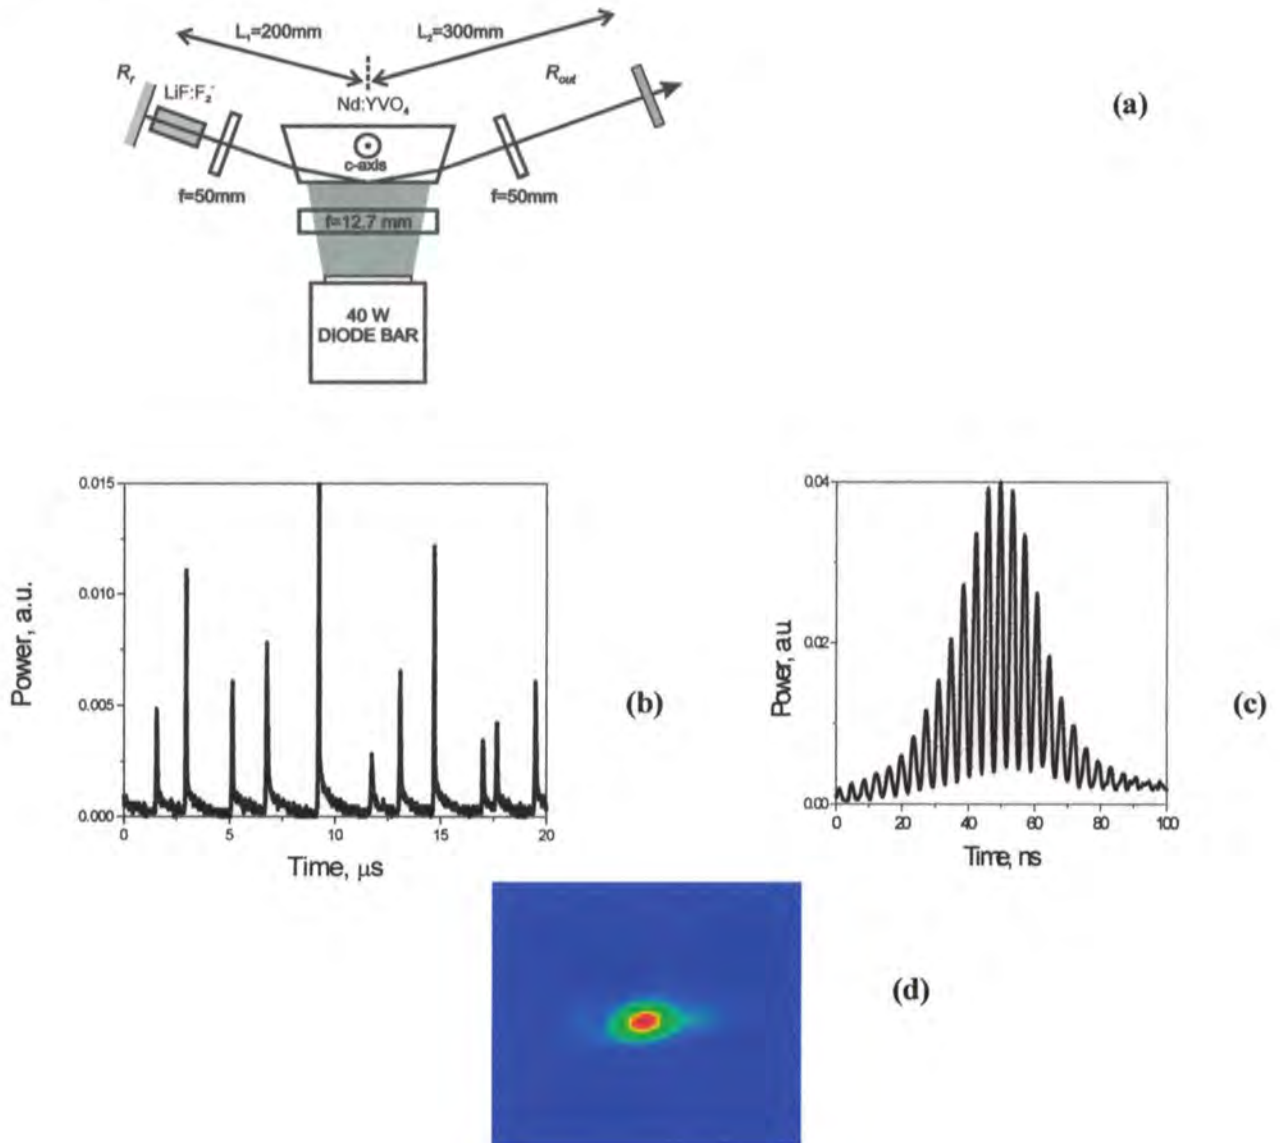 L₁=200mm L₂=300mm
Rᵣ Rₒᵤₜ
LiF:F₂⁻
Nd:YVO₄
(a)
c-axis
f=50mm f=50mm
f=12.7 mm
40 W
DIODE BAR
0.015
0.010
0.005
0.000
0 5 10 15 20
Power, a.u.
Time, μs
(b)
0.04
0.02
0.00
0 20 40 60 80 100
Power, a.u.
Time, ns
(c)
(d)